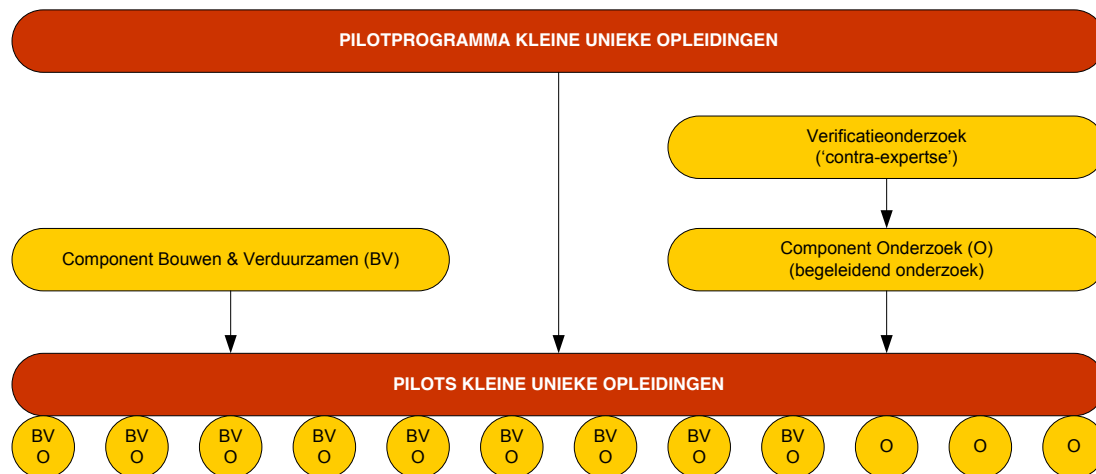 PILOTPROGRAMMA KLEINE UNIEKE OPLEIDINGEN
Verificatieonderzoek
(‘contra-expertse’)
Component Bouwen & Verduurzamen (BV)
Component Onderzoek (O)
(begeleidend onderzoek)
PILOTS KLEINE UNIEKE OPLEIDINGEN
BV
O
BV
O
BV
O
BV
O
BV
O
BV
O
BV
O
BV
O
BV
O
O
O
O